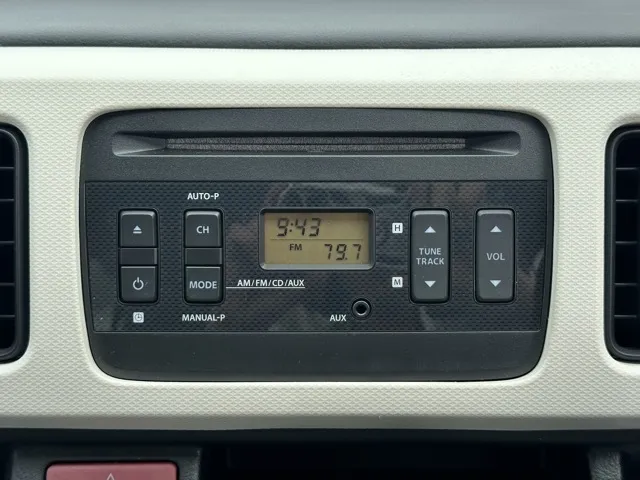 AUTO-P
CH
MODE
MANUAL-P
9:43
FM
79.7
AM/FM/CD/AUX
AUX
H
M
TUNE
TRACK
VOL